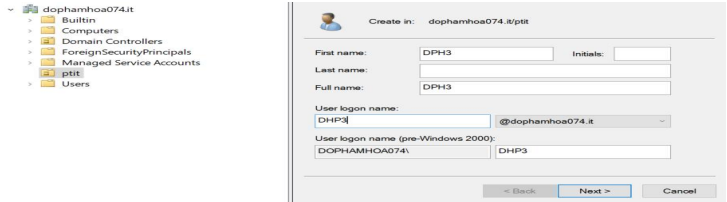 dophamhoa074.it
Builtin
Computers
Domain Controllers
ForeignSecurityPrincipals
Managed Service Accounts
ptit
Users
Create in: dophamhoa074.it/ptit
First name: DPH3 Initials:
Last name:
Full name: DPH3
User logon name:
DHP3 @dophamhoa074.it
User logon name (pre-Windows 2000):
DOPHAMHOA074\ DHP3
< Back Next > Cancel